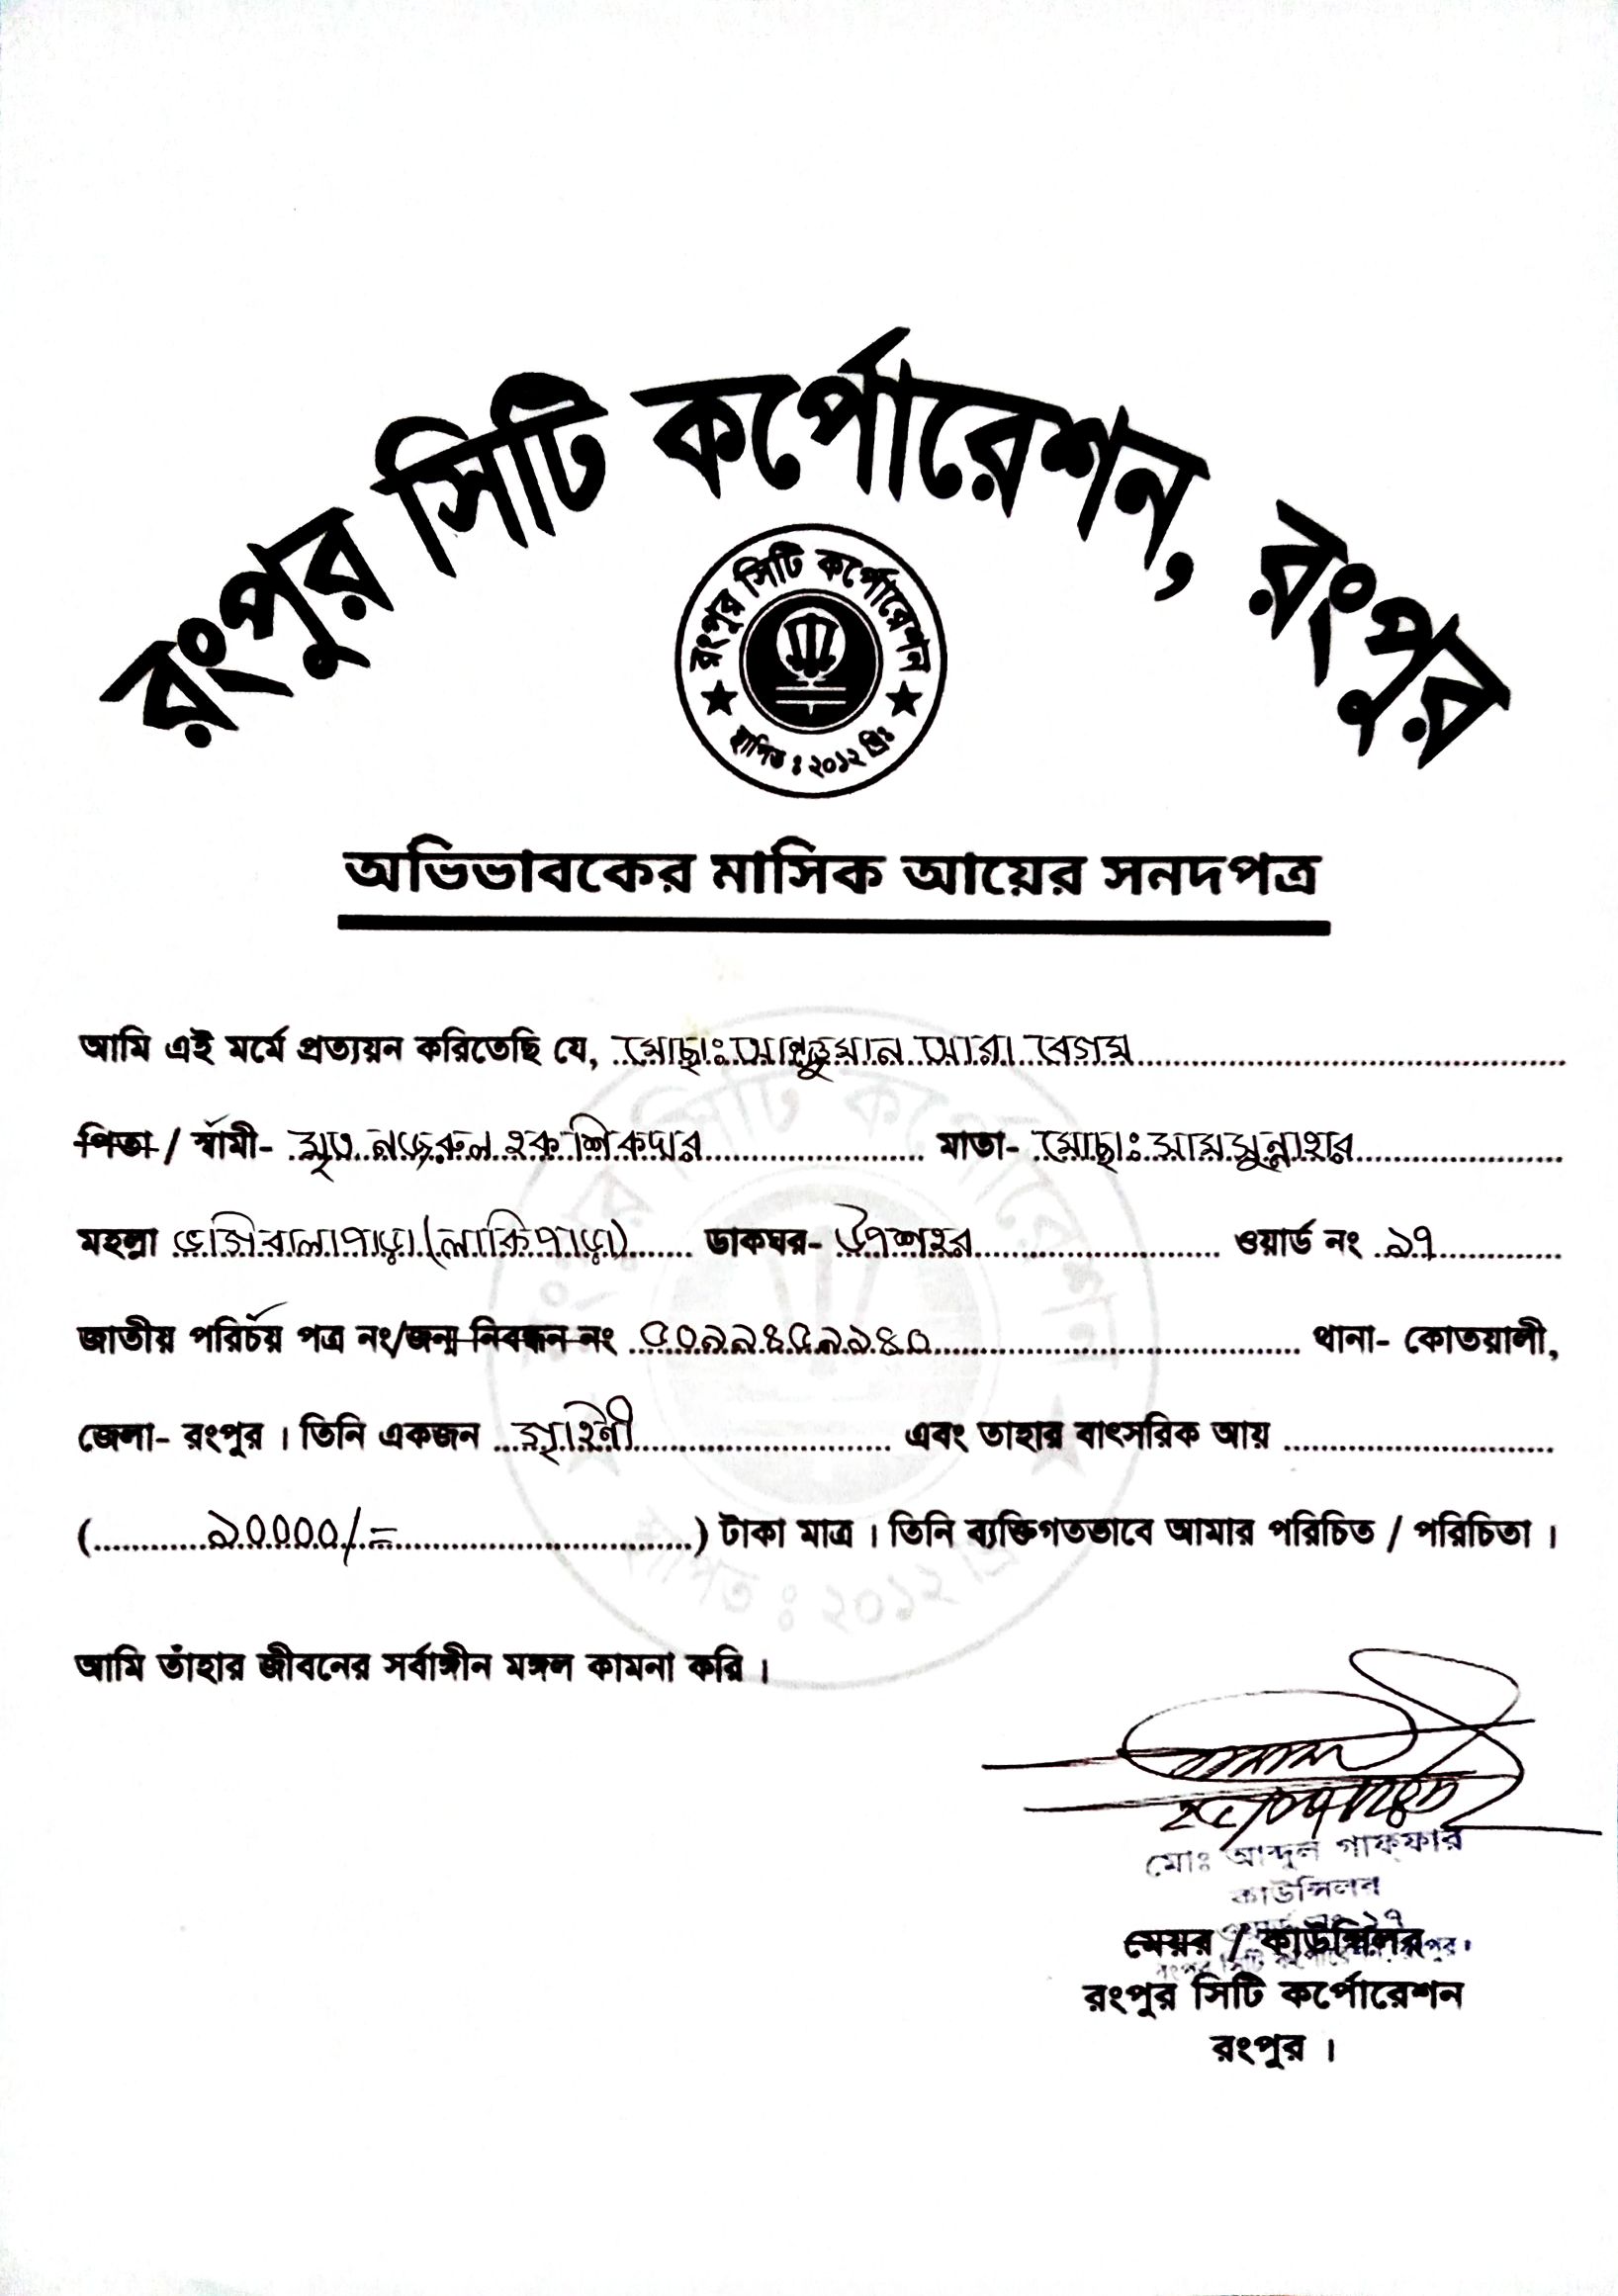 রংপুর সিটি কর্পোরেশন, রংপুর
রংপুর সিটি কর্পোরেশন
স্থাপিত : ২০১২ খ্রিঃ
অভিভাবকের মাসিক আয়ের সনদপত্র
আমি এই মর্মে প্রত্যয়ন করিতেছি যে, মোছাঃ আঞ্জুমান আরা বেগম
পিতা / স্বামী- মৃত নজরুল হক শিকদার মাতা- মোছাঃ সামসুন্নাহার
মহল্লা (লাকিপাড়া) ডাকঘর- উপশহর ওয়ার্ড নং ১৭
জাতীয় পরিচয় পত্র নং/জন্ম নিবন্ধন নং থানা- কোতয়ালী,
জেলা- রংপুর । তিনি একজন গৃহিণী এবং তাহার বাৎসরিক আয়
(৯০০০০/=) টাকা মাত্র । তিনি ব্যক্তিগতভাবে আমার পরিচিত / পরিচিতা ।
আমি তাঁহার জীবনের সর্বাঙ্গীন মঙ্গল কামনা করি ।
মোঃ আব্দুল গাফ্ফার
কাউন্সিলর
ওয়ার্ড নং ১৭
রংপুর সিটি কর্পোরেশন, রংপুর।
মেয়র / কাউন্সিলর
রংপুর সিটি কর্পোরেশন
রংপুর ।